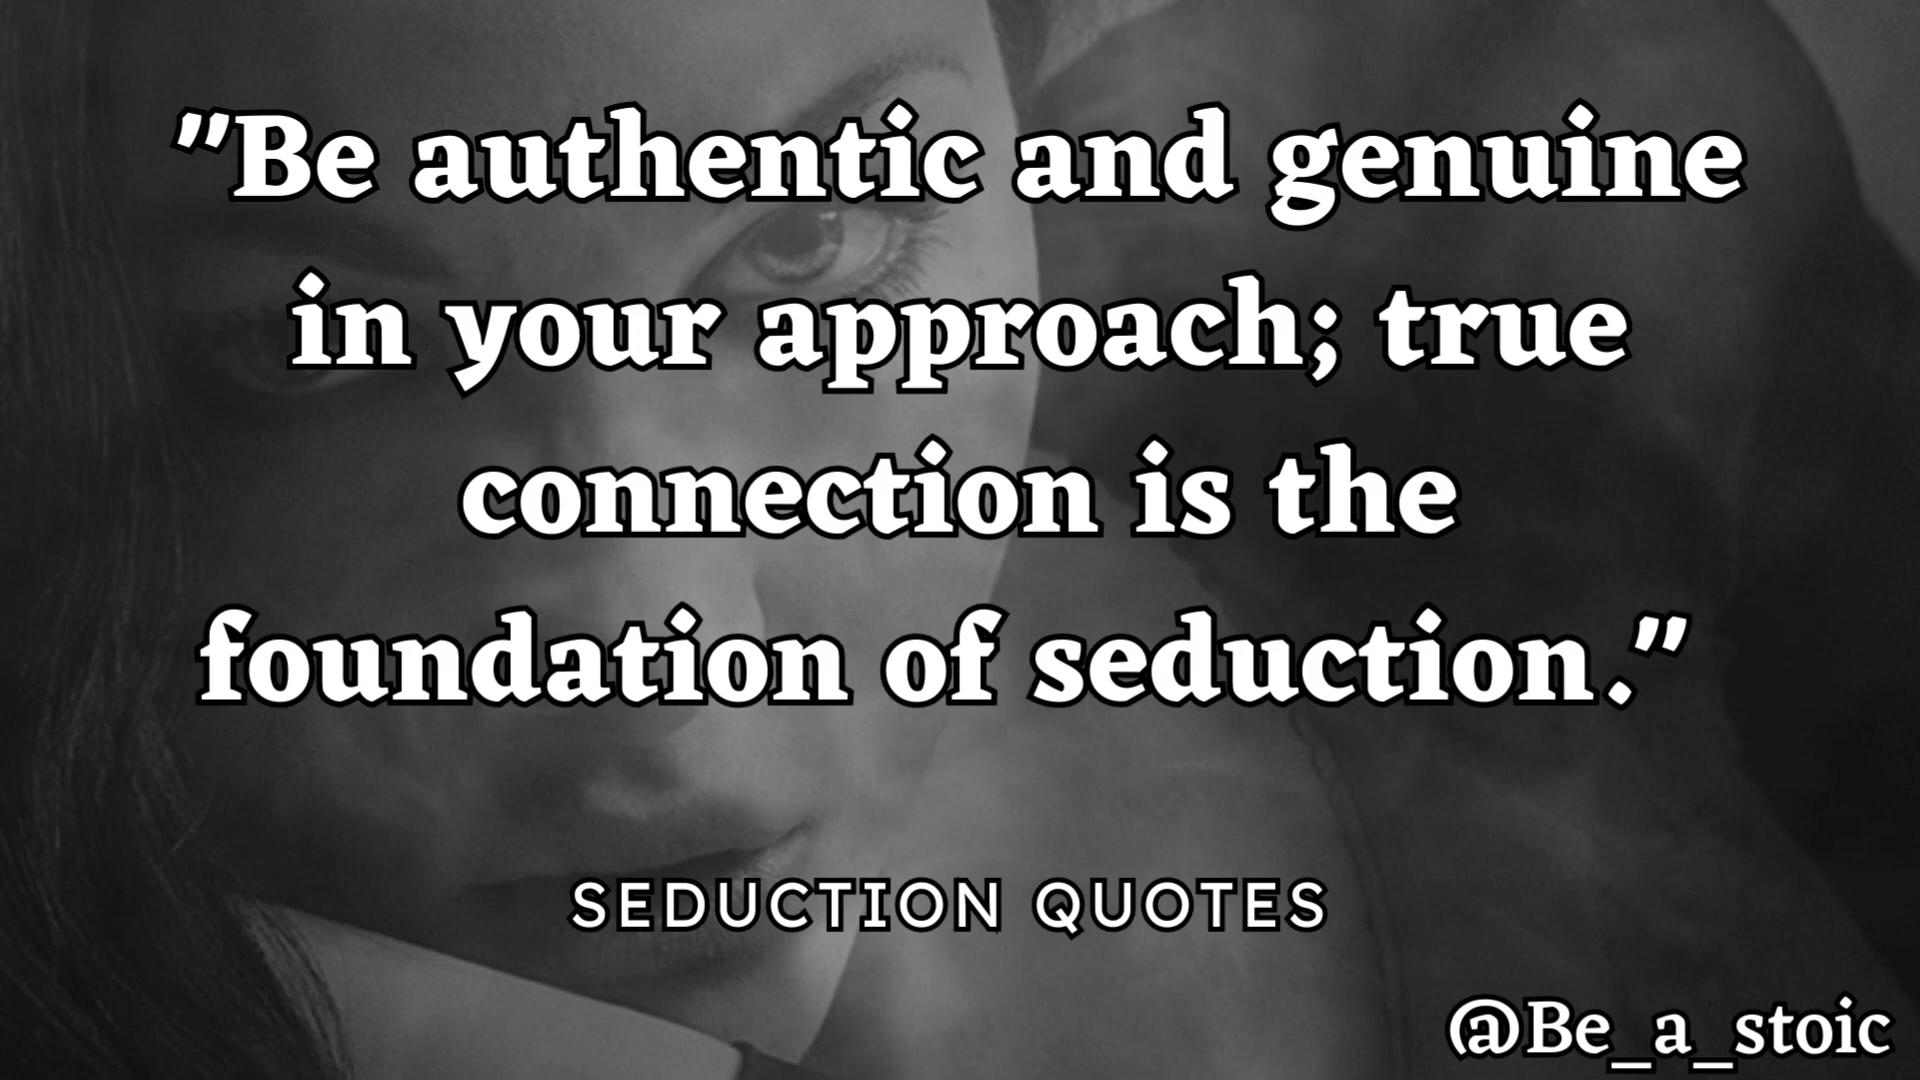 "Be authentic and genuine
in your approach; true
connection is the
foundation of seduction."
SEDUCTION QUOTES
@Be_a_stoic